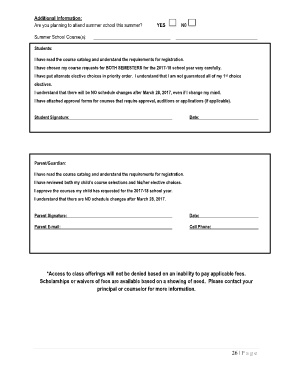 Additional Information:
Are you planning to attend summer school this summer? YES NO
Summer School Course(s)
Students:
I have read the course catalog and understand the requirements for registration.
I have chosen my course requests for BOTH SEMESTERS for the 2017-18 school year very carefully.
I have put alternate elective choices in priority order. I understand that I am not guaranteed all of my 1st choice
electives.
I understand that there will be NO schedule changes after March 28, 2017, even if I change my mind.
I have attached approval forms for courses that require approval, auditions or applications (if applicable).
Student Signature: Date:
Parent/Guardian:
I have read the course catalog and understand the requirements for registration.
I have reviewed both my child's course selections and his/her elective choices.
I approve the courses my child has requested for the 2017-18 school year.
I understand that there are NO schedule changes after March 28, 2017.
Parent Signature: Date:
Parent E-mail: Cell Phone:
*Access to class offerings will not be denied based on an inability to pay applicable fees.
Scholarships or waivers of fees are available based on a showing of need. Please contact your
principal or counselor for more information.
26 | Page